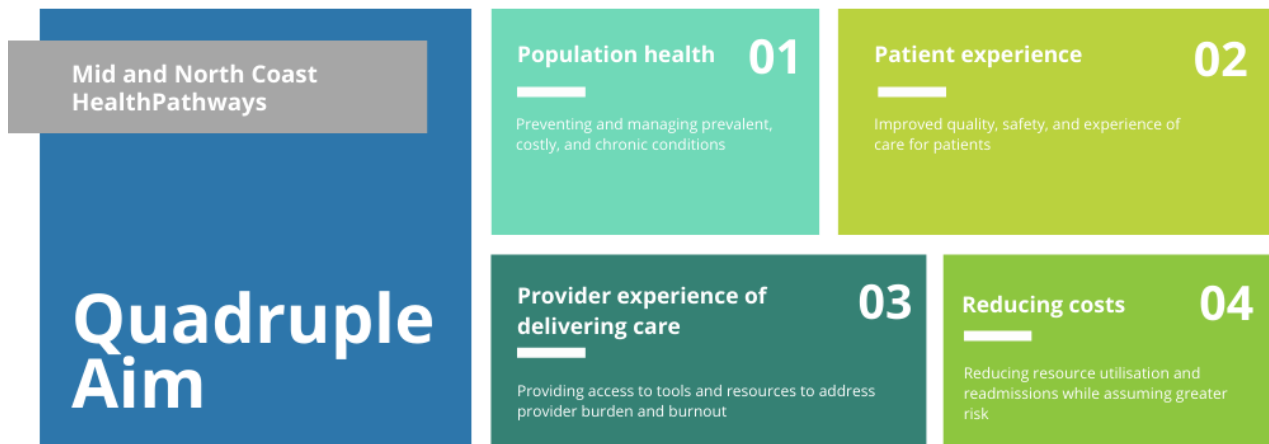 Mid and North Coast
HealthPathways
Quadruple
Aim
Population health
01
Preventing and managing prevalent,
costly, and chronic conditions
Patient experience
02
Improved quality, safety, and experience of
care for patients
Provider experience of
delivering care
03
Providing access to tools and resources to address
provider burden and burnout
Reducing costs
04
Reducing resource utilisation and
readmissions while assuming greater
risk